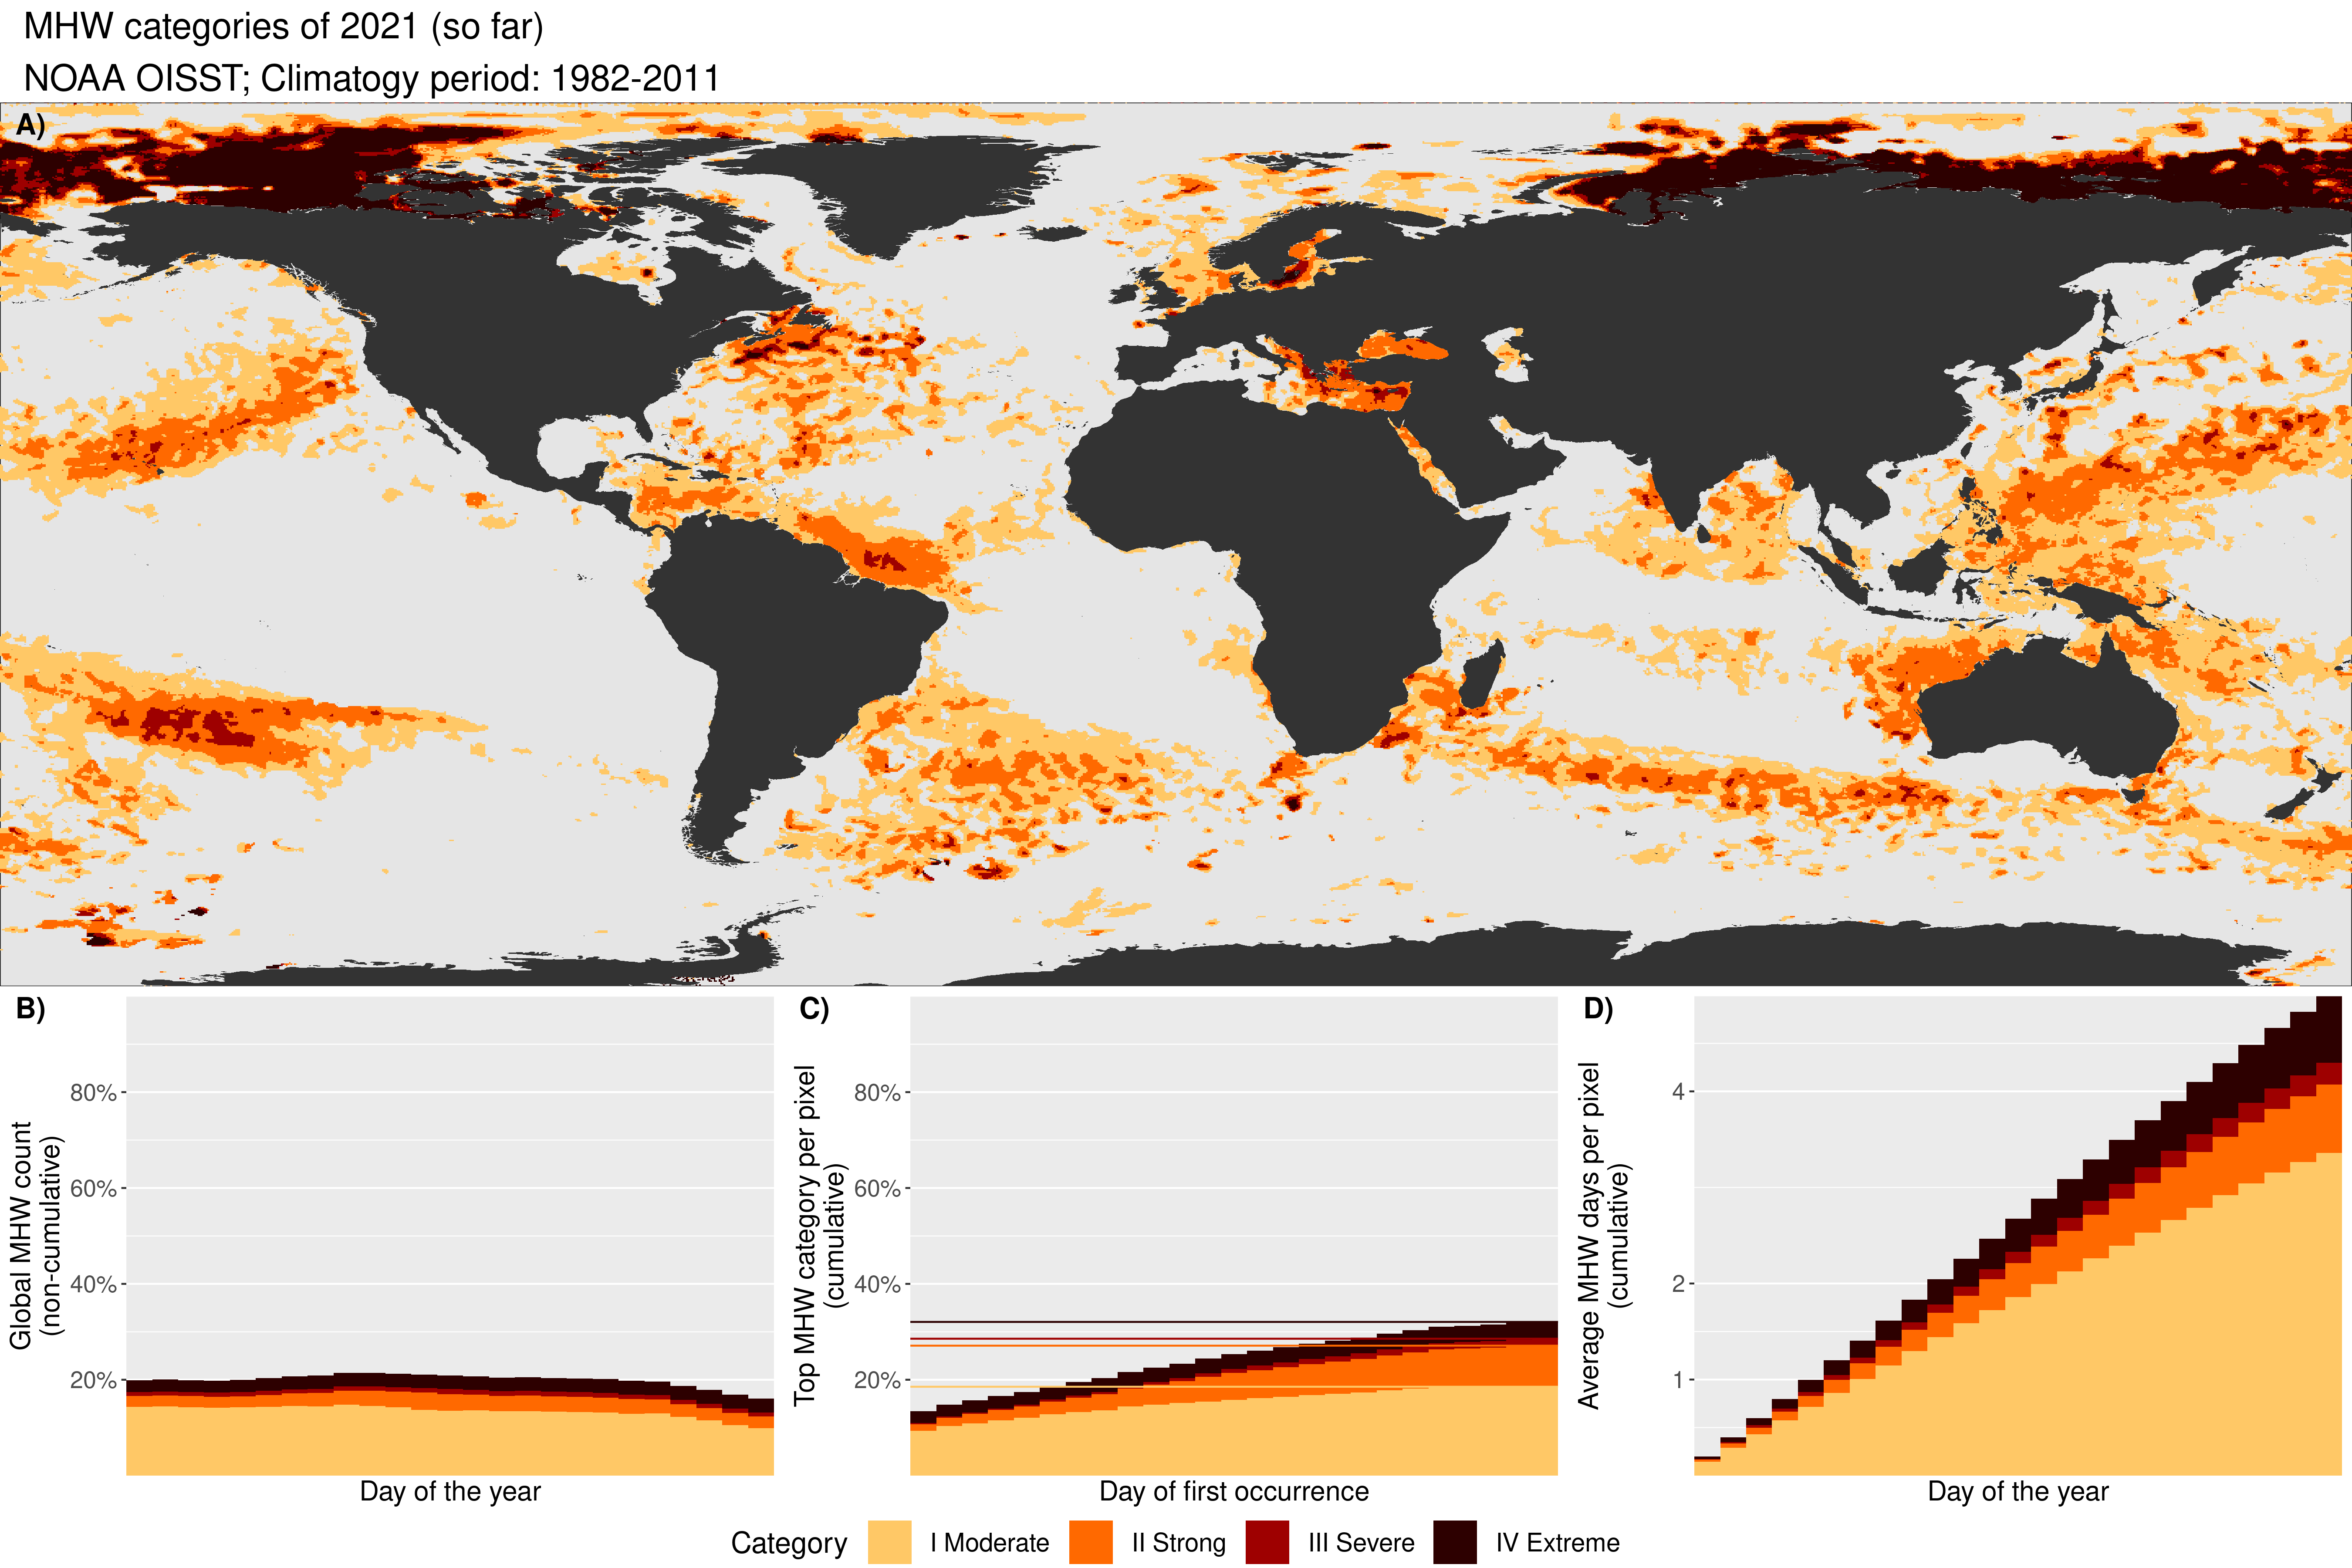 MHW categories of 2021 (so far)
NOAA OISST; Climatogy period: 1982-2011
A)
B)
Global MHW count
(non-cumulative)
80%
60%
40%
20%
Day of the year
C)
Top MHW category per pixel
(cumulative)
80%
60%
40%
20%
Day of first occurrence
D)
Average MHW days per pixel
(cumulative)
4
2
1
Day of the year
Category I Moderate II Strong III Severe IV Extreme